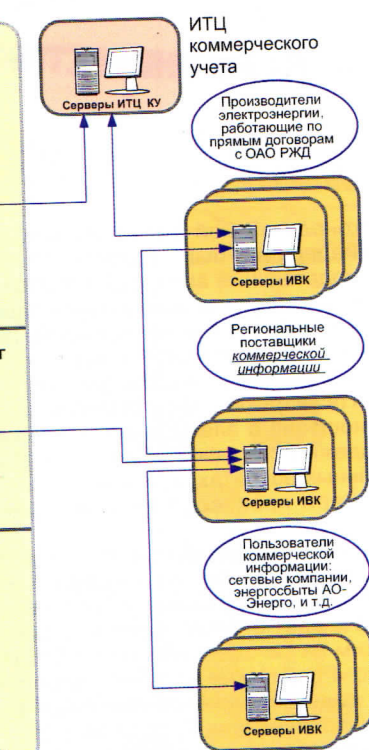 ИТЦ
коммерческого
учета
Серверы ИТЦ КУ
Производители
электроэнергии,
работающие по
прямым договорам
с ОАО РЖД
Серверы ИВК
Региональные
поставщики
коммерческой
информации
Серверы ИВК
Пользователи
коммерческой
информации:
сетевые компании,
энергосбыты АО-
Энерго, и т.д.
Серверы ИВК